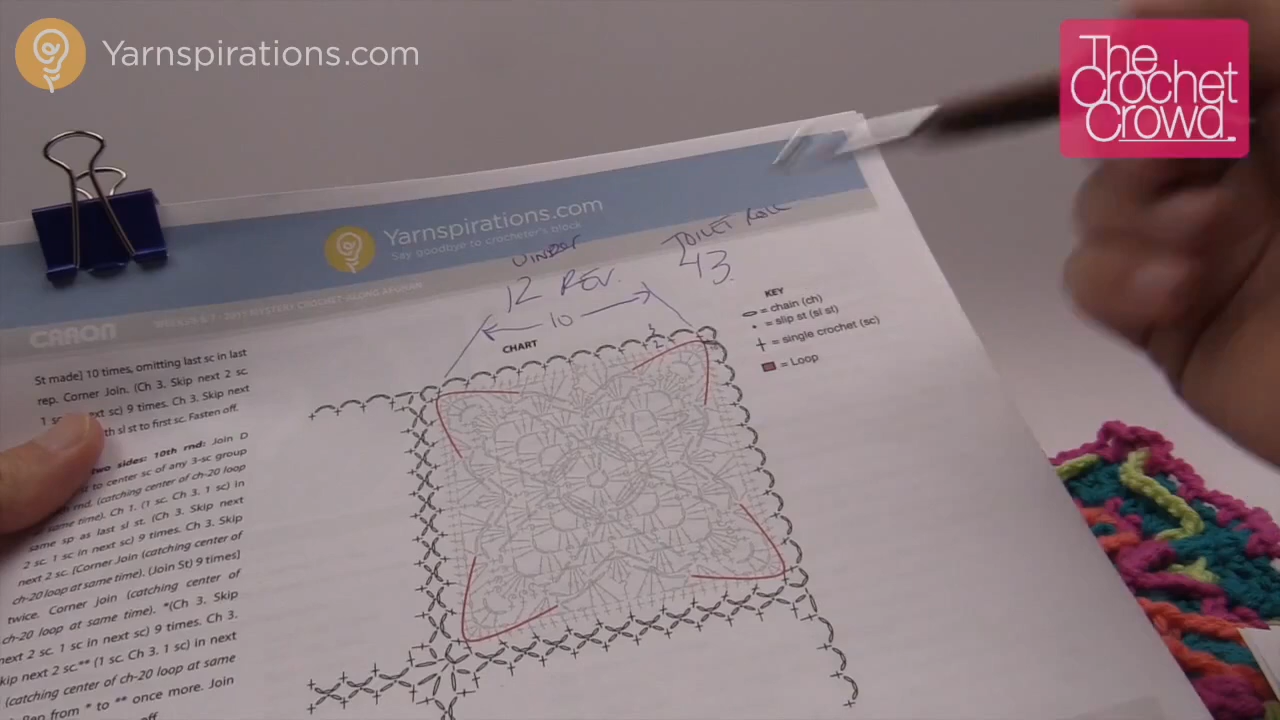 Yarnspirations.com
The
Crochet
Crowd
Yarnspirations.com
Say goodbye to crocheter's block
CARON
TOILET ROLL
12 REV. 43
10
CHART
2
KEY
= chain (ch)
= slip st (sl st)
= single crochet (sc)
= Loop
St made] 10 times, omitting last sc in last
rep. Corner Join. (Ch 3. Skip next 2 sc.
next sc) 9 times. Ch 3. Skip next
sl st to first sc. Fasten off.
two sides: 10th rnd: Join D
to center sc of any 3-sc group
rnd. (catching center of ch-20 loop
same time). Ch 1. (1 sc. Ch 3. 1 sc) in
same sp as last sl st. (Ch 3. Skip next
2 sc. 1 sc in next sc) 9 times. Ch 3. Skip
next 2 sc. [Corner Join (catching center of
ch-20 loop at same time). (Join St) 9 times]
twice. Corner join (catching center of
ch-20 loop at same time). *(Ch 3. Skip
next 2 sc. 1 sc in next sc) 9 times. Ch 3.
Skip next 2 sc.** (1 sc. Ch 3. 1 sc) in next
(catching center of ch-20 loop at same
Rep from * to ** once more. Join
off.